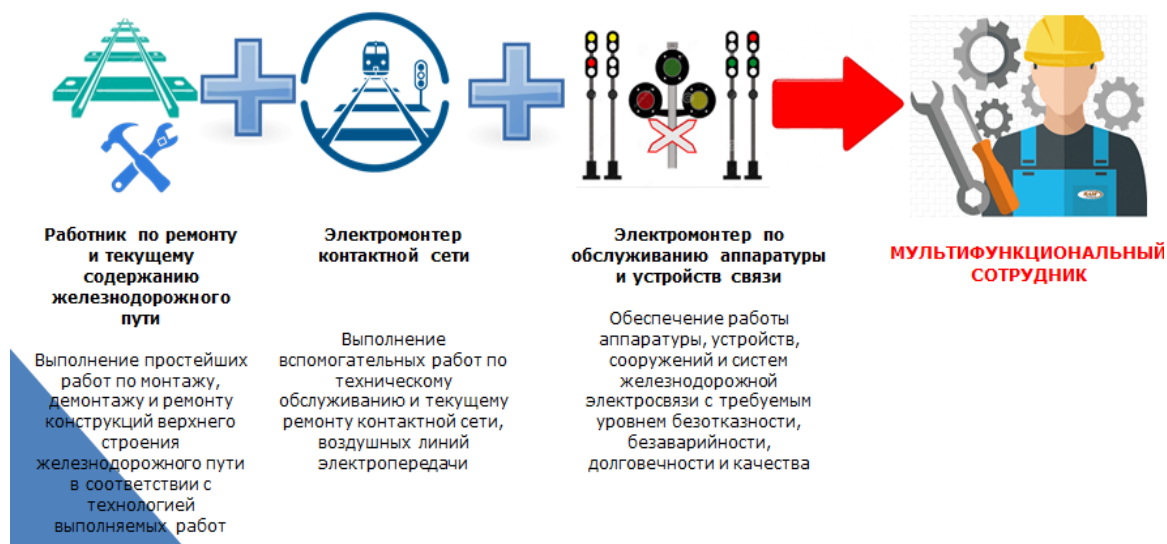 Работник по ремонту
и текущему
содержанию
железнодорожного
пути
Выполнение простейших
работ по монтажу,
демонтажу и ремонту
конструкций верхнего
строения
железнодорожного пути
в соответствии с
технологией
выполняемых работ
Электромонтер
контактной сети
Выполнение
вспомогательных работ по
техническому
обслуживанию и текущему
ремонту контактной сети,
воздушных линий
электропередачи
Электромонтер по
обслуживанию аппаратуры
и устройств связи
Обеспечение работы
аппаратуры, устройств,
сооружений и систем
железнодорожной
электросвязи с требуемым
уровнем безотказности,
безаварийности,
долговечности и качества
МУЛЬТИФУНКЦИОНАЛЬНЫЙ
СОТРУДНИК